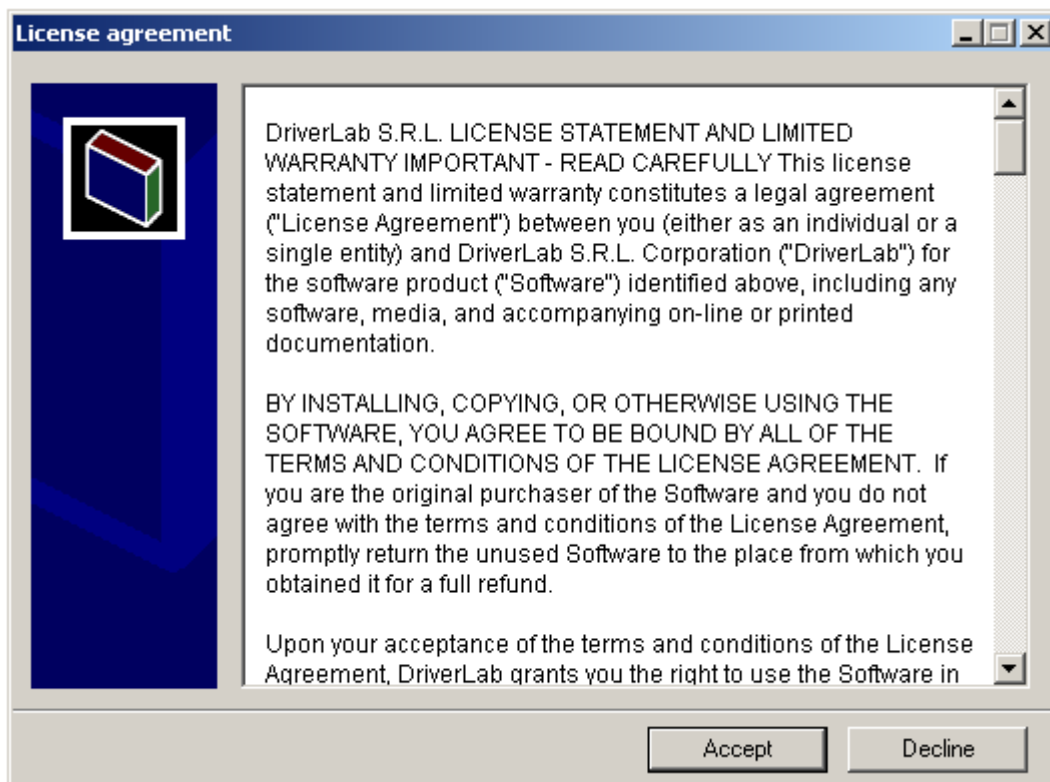 License agreement
DriverLab S.R.L. LICENSE STATEMENT AND LIMITED
WARRANTY IMPORTANT - READ CAREFULLY This license
statement and limited warranty constitutes a legal agreement
("License Agreement") between you (either as an individual or a
single entity) and DriverLab S.R.L. Corporation ("DriverLab") for
the software product ("Software") identified above, including any
software, media, and accompanying on-line or printed
documentation.
BY INSTALLING, COPYING, OR OTHERWISE USING THE
SOFTWARE, YOU AGREE TO BE BOUND BY ALL OF THE
TERMS AND CONDITIONS OF THE LICENSE AGREEMENT.  If
you are the original purchaser of the Software and you do not
agree with the terms and conditions of the License Agreement,
promptly return the unused Software to the place from which you
obtained it for a full refund.
Upon your acceptance of the terms and conditions of the License
Agreement, DriverLab grants you the right to use the Software in
Accept
Decline